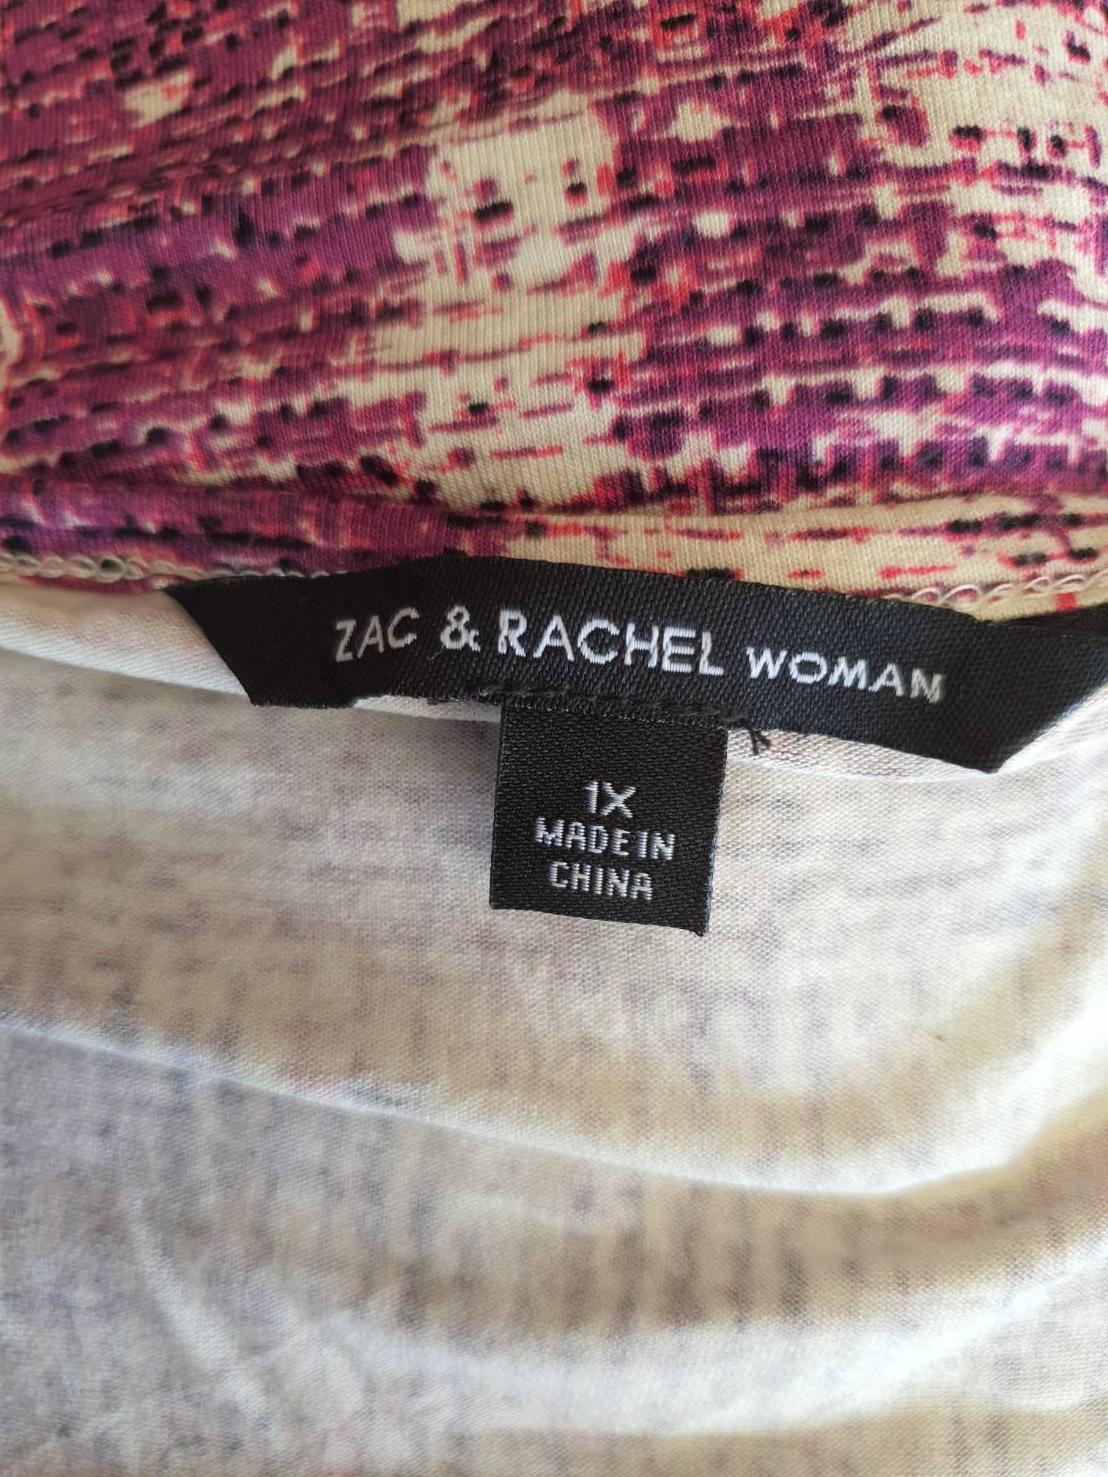 ZAC & RACHEL WOMAN
1X
MADE IN
CHINA